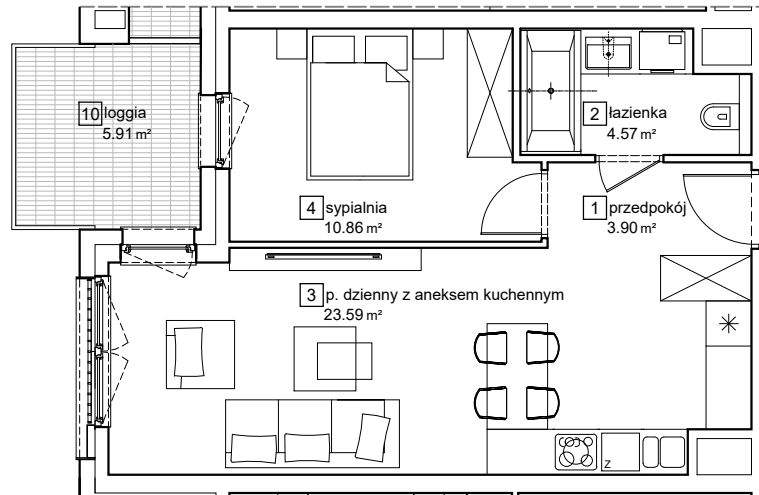 10 loggia
5.91 m²
2 łazienka
4.57 m²
4 sypialnia
10.86 m²
1 przedpokój
3.90 m²
3 p. dzienny z aneksem kuchennym
23.59 m²
z